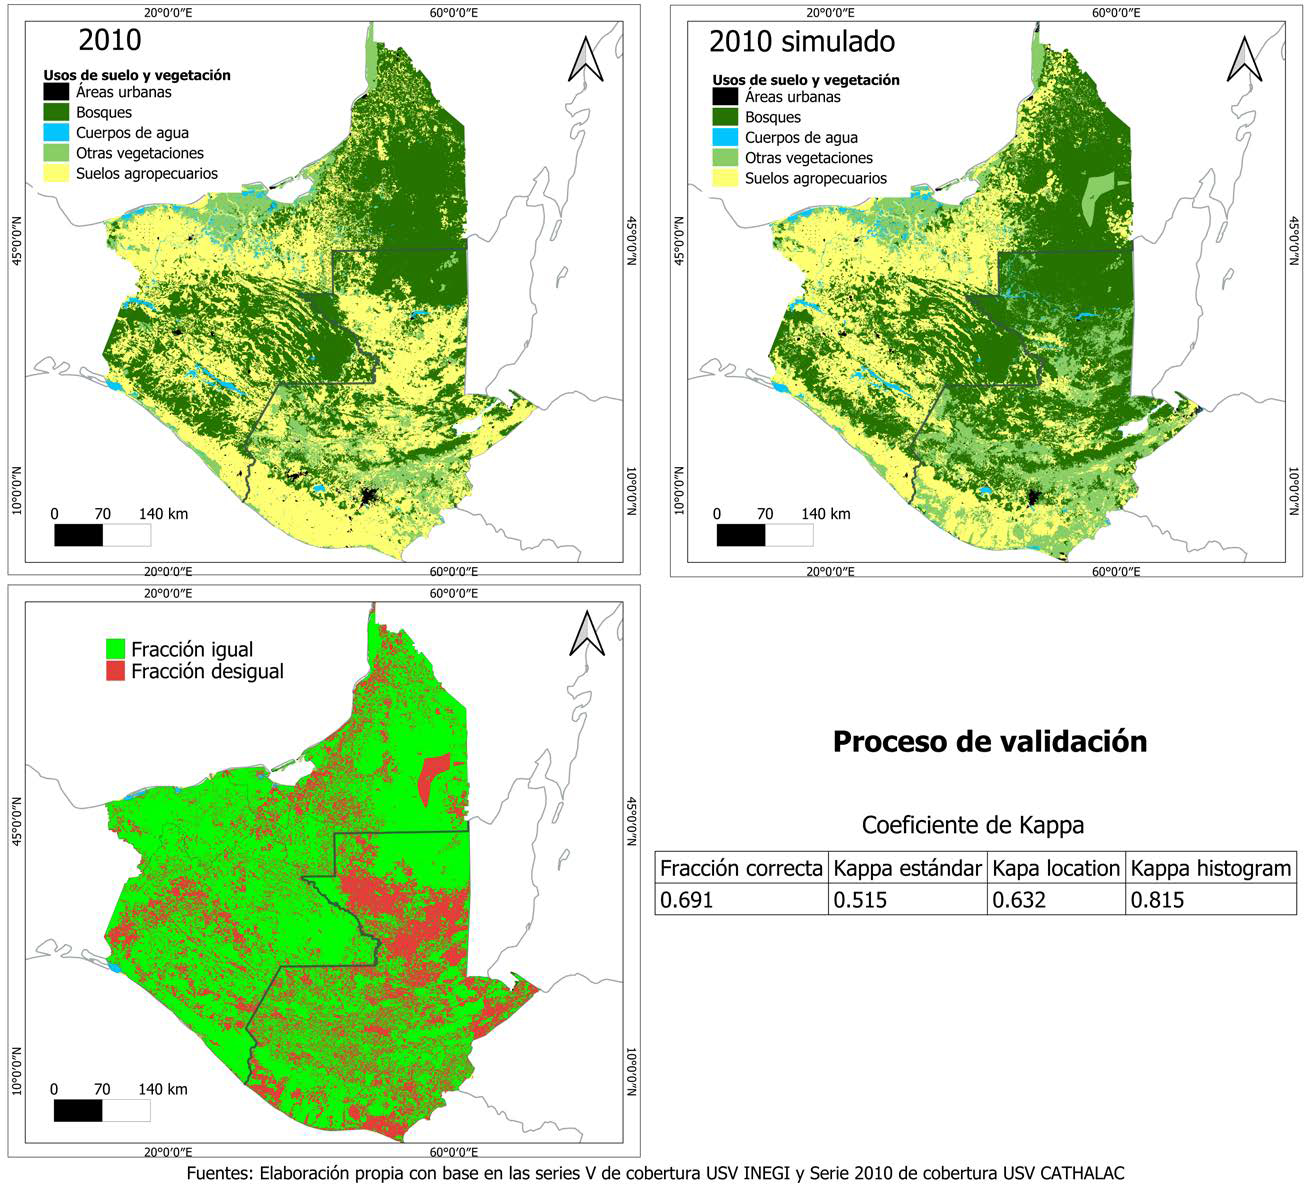 20°0'0"E 60°0'0"E
2010
Usos de suelo y vegetación
Áreas urbanas
Bosques
Cuerpos de agua
Otras vegetaciones
Suelos agropecuarios
45°0'0"N
10°0'0"N
0 70 140 km
20°0'0"E 60°0'0"E
20°0'0"E 60°0'0"E
2010 simulado
Usos de suelo y vegetación
Áreas urbanas
Bosques
Cuerpos de agua
Otras vegetaciones
Suelos agropecuarios
45°0'0"N 45°0'0"N
10°0'0"N 10°0'0"N
0 70 140 km
20°0'0"E 60°0'0"E
20°0'0"E 60°0'0"E
Fracción igual
Fracción desigual
45°0'0"N 45°0'0"N
10°0'0"N 10°0'0"N
0 70 140 km
20°0'0"E 60°0'0"E
Proceso de validación
Coeficiente de Kappa
Fracción correcta Kappa estándar Kapa location Kappa histogram
0.691 0.515 0.632 0.815
Fuentes: Elaboración propia con base en las series V de cobertura USV INEGI y Serie 2010 de cobertura USV CATHALAC